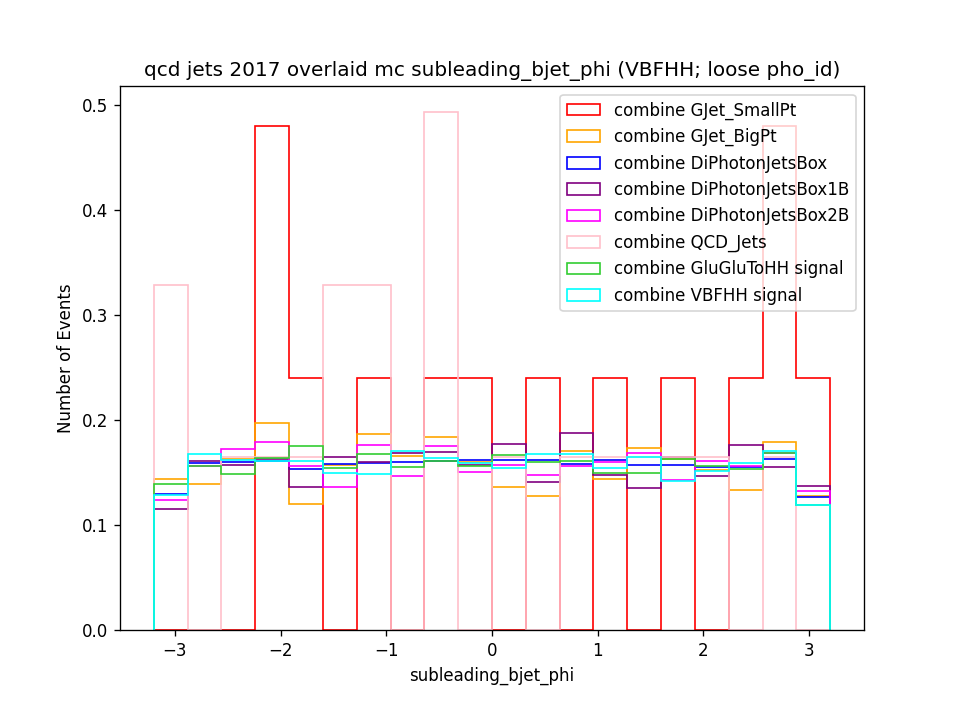 qcd jets 2017 overlaid mc subleading_bjet_phi (VBFHH; loose pho_id)
combine GJet_SmallPt
combine GJet_BigPt
combine DiPhotonJetsBox
combine DiPhotonJetsBox1B
combine DiPhotonJetsBox2B
combine QCD_Jets
combine GluGluToHH signal
combine VBFHH signal
Number of Events
0.5
0.4
0.3
0.2
0.1
0.0
−3 −2 −1 0 1 2 3
subleading_bjet_phi